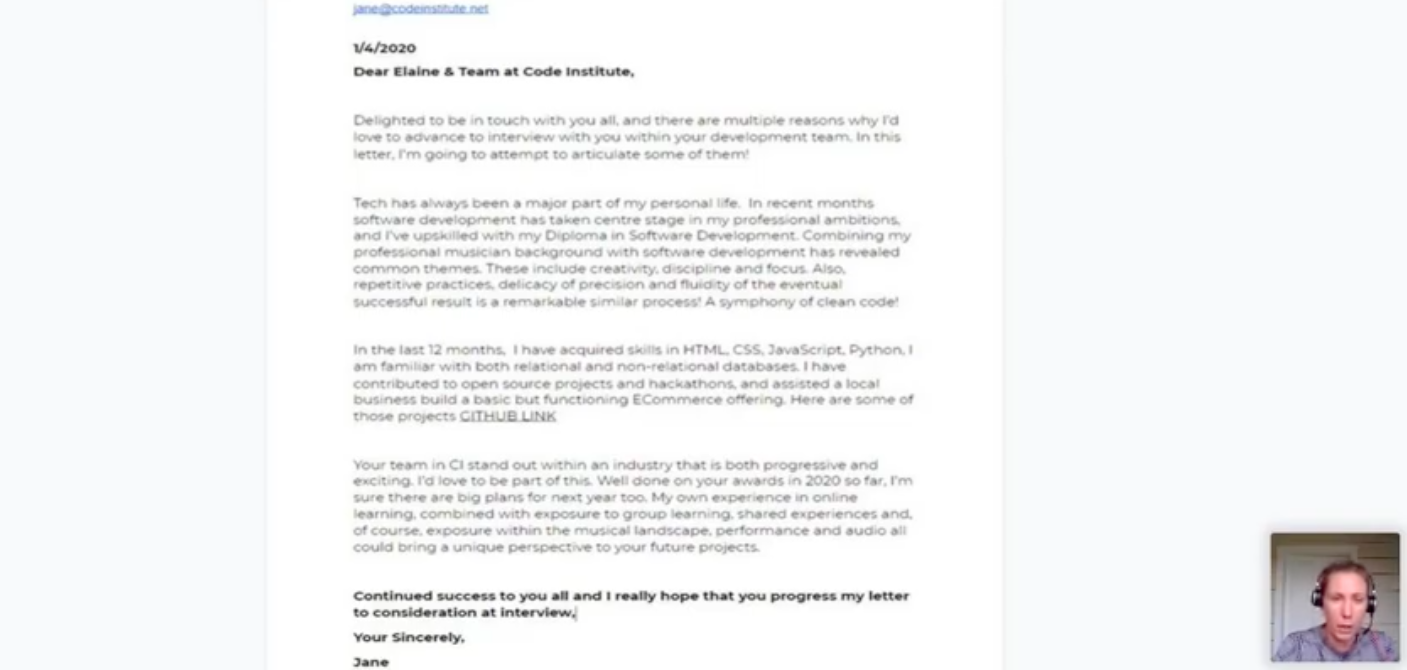 jane@codeinstitute.net
1/4/2020
Dear Elaine & Team at Code Institute,
Delighted to be in touch with you all, and there are multiple reasons why I'd
love to advance to interview with you within your development team. In this
letter, I'm going to attempt to articulate some of them!
Tech has always been a major part of my personal life. In recent months
software development has taken centre stage in my professional ambitions,
and I've upskilled with my Diploma in Software Development. Combining my
professional musician background with software development has revealed
common themes. These include creativity, discipline and focus. Also,
repetitive practices, delicacy of precision and fluidity of the eventual
successful result is a remarkable similar process! A symphony of clean code!
In the last 12 months, I have acquired skills in HTML, CSS, JavaScript, Python, I
am familiar with both relational and non-relational databases. I have
contributed to open source projects and hackathons, and assisted a local
business build a basic but functioning ECommerce offering. Here are some of
those projects GITHUB LINK
Your team in CI stand out within an industry that is both progressive and
exciting. I'd love to be part of this. Well done on your awards in 2020 so far, I'm
sure there are big plans for next year too. My own experience in online
learning, combined with exposure to group learning, shared experiences and,
of course, exposure within the musical landscape, performance and audio all
could bring a unique perspective to your future projects.
Continued success to you all and I really hope that you progress my letter
to consideration at interview,
Your Sincerely,
Jane